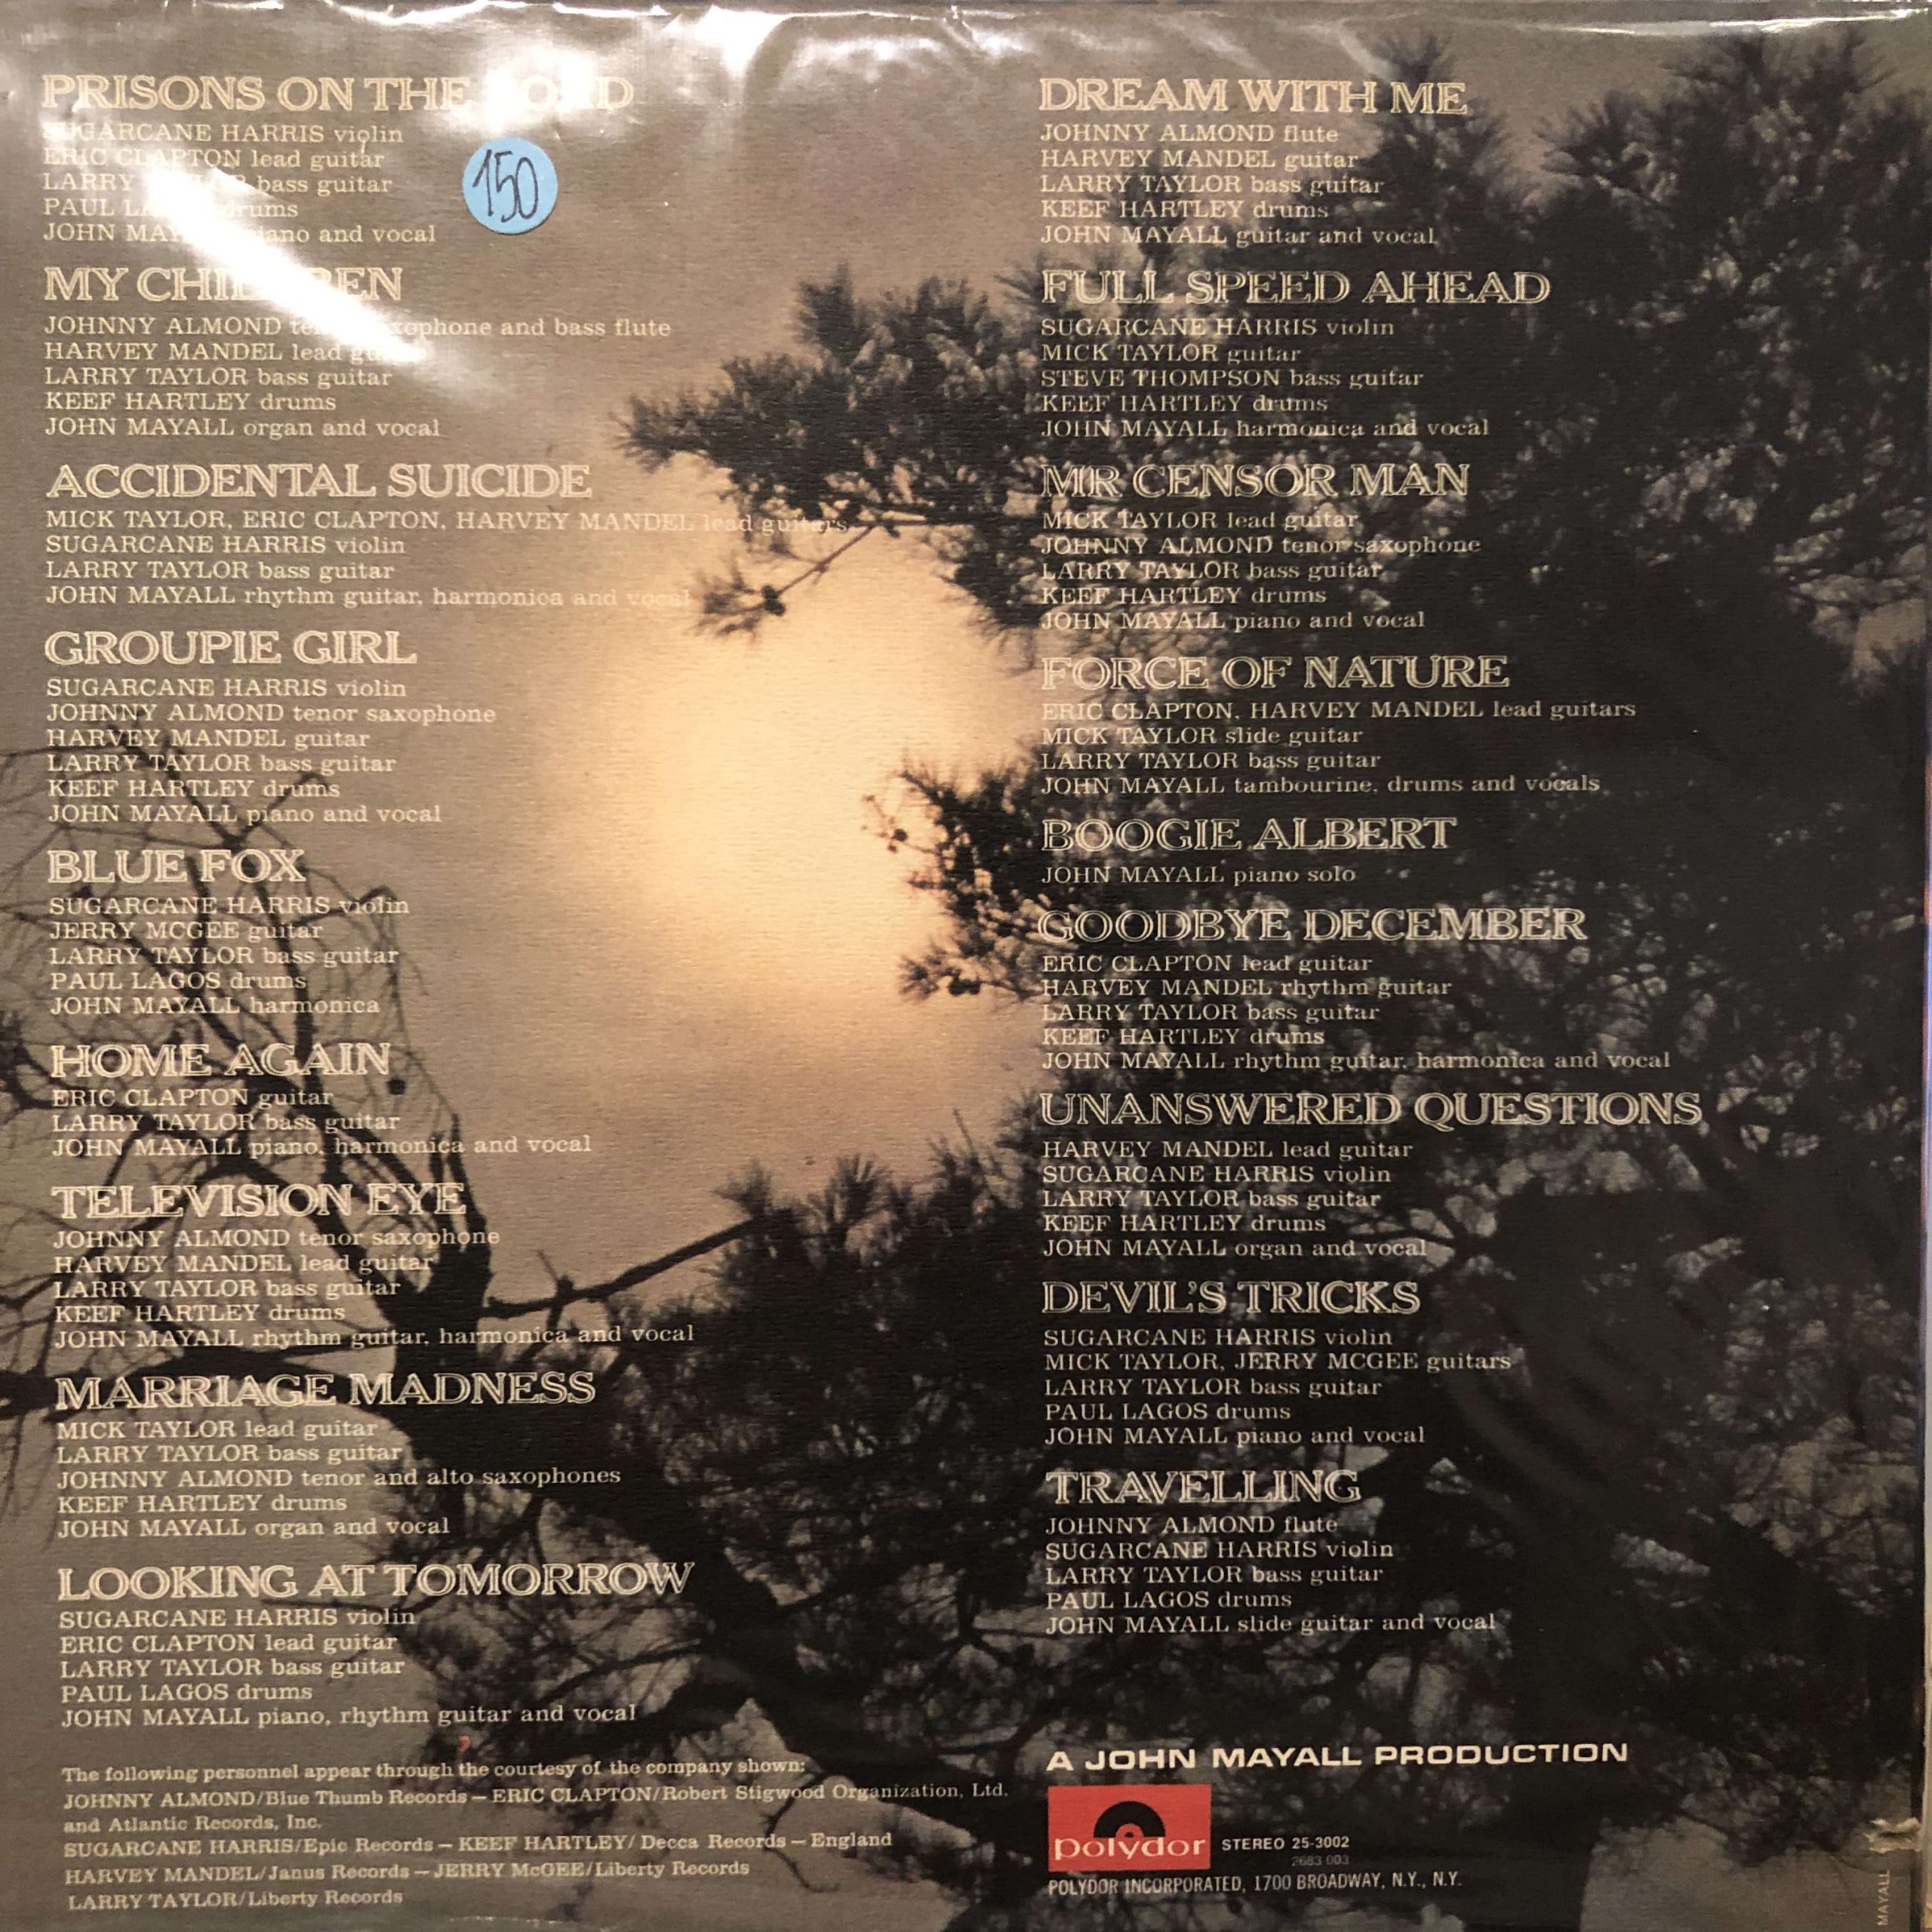 PRISONS ON THE
SUGARCANE HARRIS violin
ERIC CLAPTON lead guitar
LARRY bass guitar
PAUL drums
JOHN and vocal
150
MY CHILDREN
JOHNNY ALMOND and bass flute
HARVEY MANDEL lead
LARRY TAYLOR bass guitar
KEEF HARTLEY drums
JOHN MAYALL organ and vocal
ACCIDENTAL SUICIDE
MICK TAYLOR, ERIC CLAPTON, HARVEY MANDEL lead guitars
SUGARCANE HARRIS violin
LARRY TAYLOR bass guitar
JOHN MAYALL rhythm guitar, harmonica and vocal
GROUPIE GIRL
SUGARCANE HARRIS violin
JOHNNY ALMOND tenor saxophone
HARVEY MANDEL guitar
LARRY TAYLOR bass guitar
KEEF HARTLEY drums
JOHN MAYALL piano and vocal
BLUE FOX
SUGARCANE HARRIS violin
JERRY MCGEE guitar
LARRY TAYLOR bass guitar
PAUL LAGOS drums
JOHN MAYALL harmonica
HOME AGAIN
ERIC CLAPTON guitar
LARRY TAYLOR bass guitar
JOHN MAYALL piano, harmonica and vocal
TELEVISION EYE
JOHNNY ALMOND tenor saxophone
HARVEY MANDEL lead guitar
LARRY TAYLOR bass guitar
KEEF HARTLEY drums
JOHN MAYALL rhythm guitar, harmonica and vocal
MARRIAGE MADNESS
MICK TAYLOR lead guitar
LARRY TAYLOR bass guitar
JOHNNY ALMOND tenor and alto saxophones
KEEF HARTLEY drums
JOHN MAYALL organ and vocal
LOOKING AT TOMORROW
SUGARCANE HARRIS violin
ERIC CLAPTON lead guitar
LARRY TAYLOR bass guitar
PAUL LAGOS drums
JOHN MAYALL piano, rhythm guitar and vocal
The following personnel appear through the courtesy of the company shown:
JOHNNY ALMOND/Blue Thumb Records — ERIC CLAPTON/Robert Stigwood Organization, Ltd.
and Atlantic Records, Inc.
SUGARCANE HARRIS/Epic Records — KEEF HARTLEY/Decca Records — England
HARVEY MANDEL/Janus Records — JERRY McGEE/Liberty Records
LARRY TAYLOR/Liberty Records
DREAM WITH ME
JOHNNY ALMOND flute
HARVEY MANDEL guitar
LARRY TAYLOR bass guitar
KEEF HARTLEY drums
JOHN MAYALL guitar and vocal
FULL SPEED AHEAD
SUGARCANE HARRIS violin
MICK TAYLOR guitar
STEVE THOMPSON bass guitar
KEEF HARTLEY drums
JOHN MAYALL harmonica and vocal
MR CENSOR MAN
MICK TAYLOR lead guitar
JOHNNY ALMOND tenor saxophone
LARRY TAYLOR bass guitar
KEEF HARTLEY drums
JOHN MAYALL piano and vocal
FORCE OF NATURE
ERIC CLAPTON, HARVEY MANDEL lead guitars
MICK TAYLOR slide guitar
LARRY TAYLOR bass guitar
JOHN MAYALL tambourine, drums and vocals
BOOGIE ALBERT
JOHN MAYALL piano solo
GOODBYE DECEMBER
ERIC CLAPTON lead guitar
HARVEY MANDEL rhythm guitar
LARRY TAYLOR bass guitar
KEEF HARTLEY drums
JOHN MAYALL rhythm guitar, harmonica and vocal
UNANSWERED QUESTIONS
HARVEY MANDEL lead guitar
SUGARCANE HARRIS violin
LARRY TAYLOR bass guitar
KEEF HARTLEY drums
JOHN MAYALL organ and vocal
DEVIL'S TRICKS
SUGARCANE HARRIS violin
MICK TAYLOR, JERRY MCGEE guitars
LARRY TAYLOR bass guitar
PAUL LAGOS drums
JOHN MAYALL piano and vocal
TRAVELLING
JOHNNY ALMOND flute
SUGARCANE HARRIS violin
LARRY TAYLOR bass guitar
PAUL LAGOS drums
JOHN MAYALL slide guitar and vocal
A JOHN MAYALL PRODUCTION
polydor
STEREO 25-3002
2683 003
POLYDOR INCORPORATED, 1700 BROADWAY, N.Y., N.Y.
MAYALL